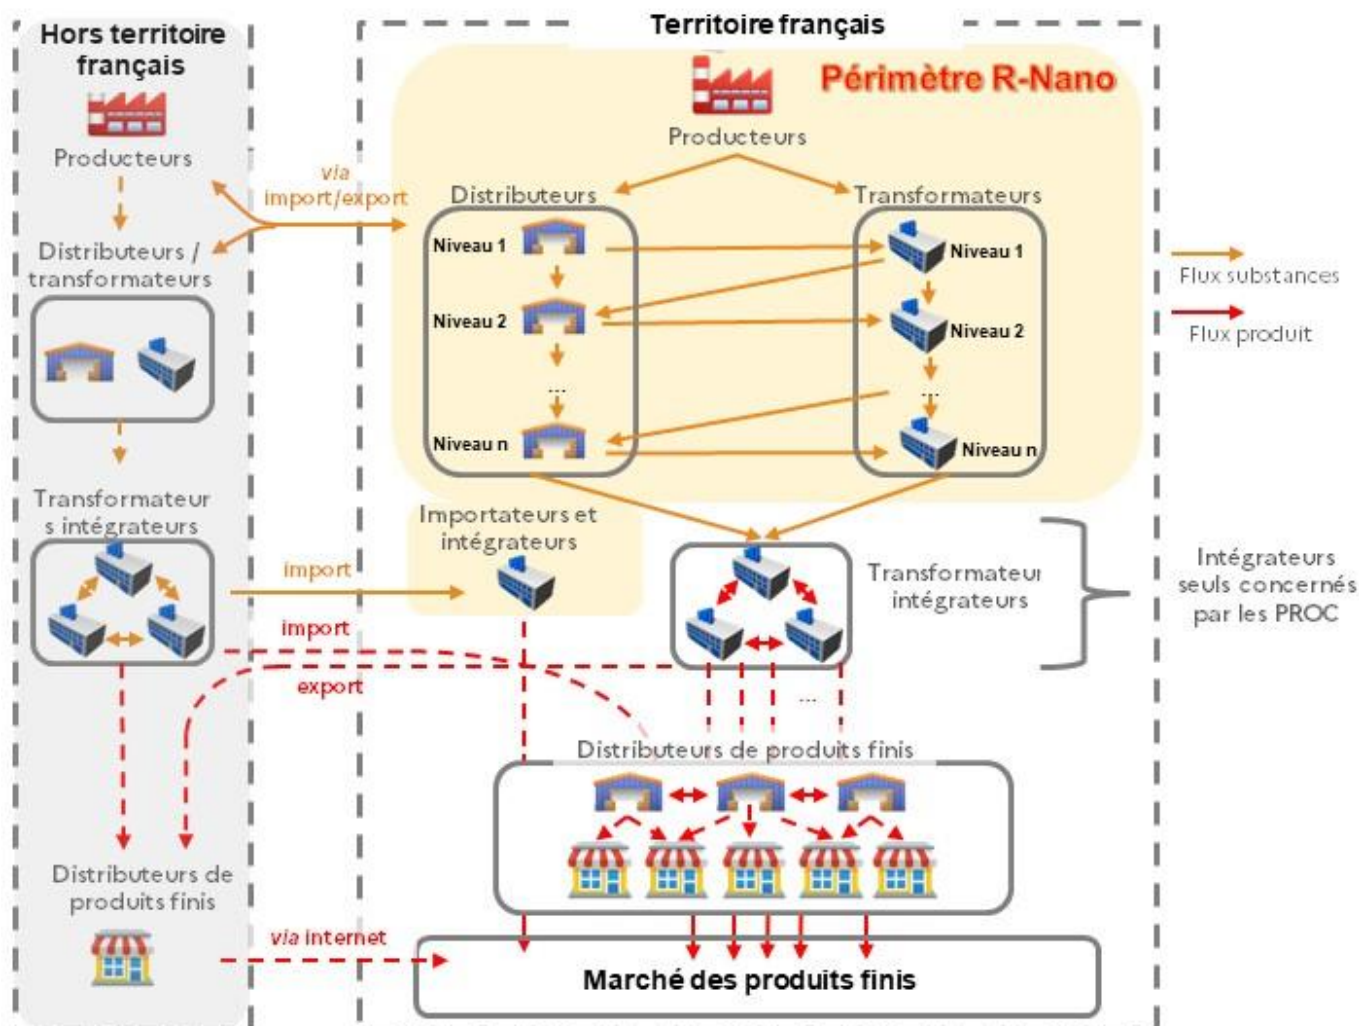 Hors territoire
français
Producteurs
Distributeurs /
transformateurs
Transformateur
s intégrateurs
Distributeurs de
produits finis
via
import/export
import
import
export
via internet
Territoire français
Périmètre R-Nano
Producteurs
Distributeurs
Niveau 1
Niveau 2
...
Niveau n
Transformateurs
Niveau 1
Niveau 2
...
Niveau n
Importateurs et
intégrateurs
Transformateur
intégrateurs
...
Distributeurs de produits finis
Marché des produits finis
Flux substances
Flux produit
Intégrateurs
seuls concernés
par les PROC